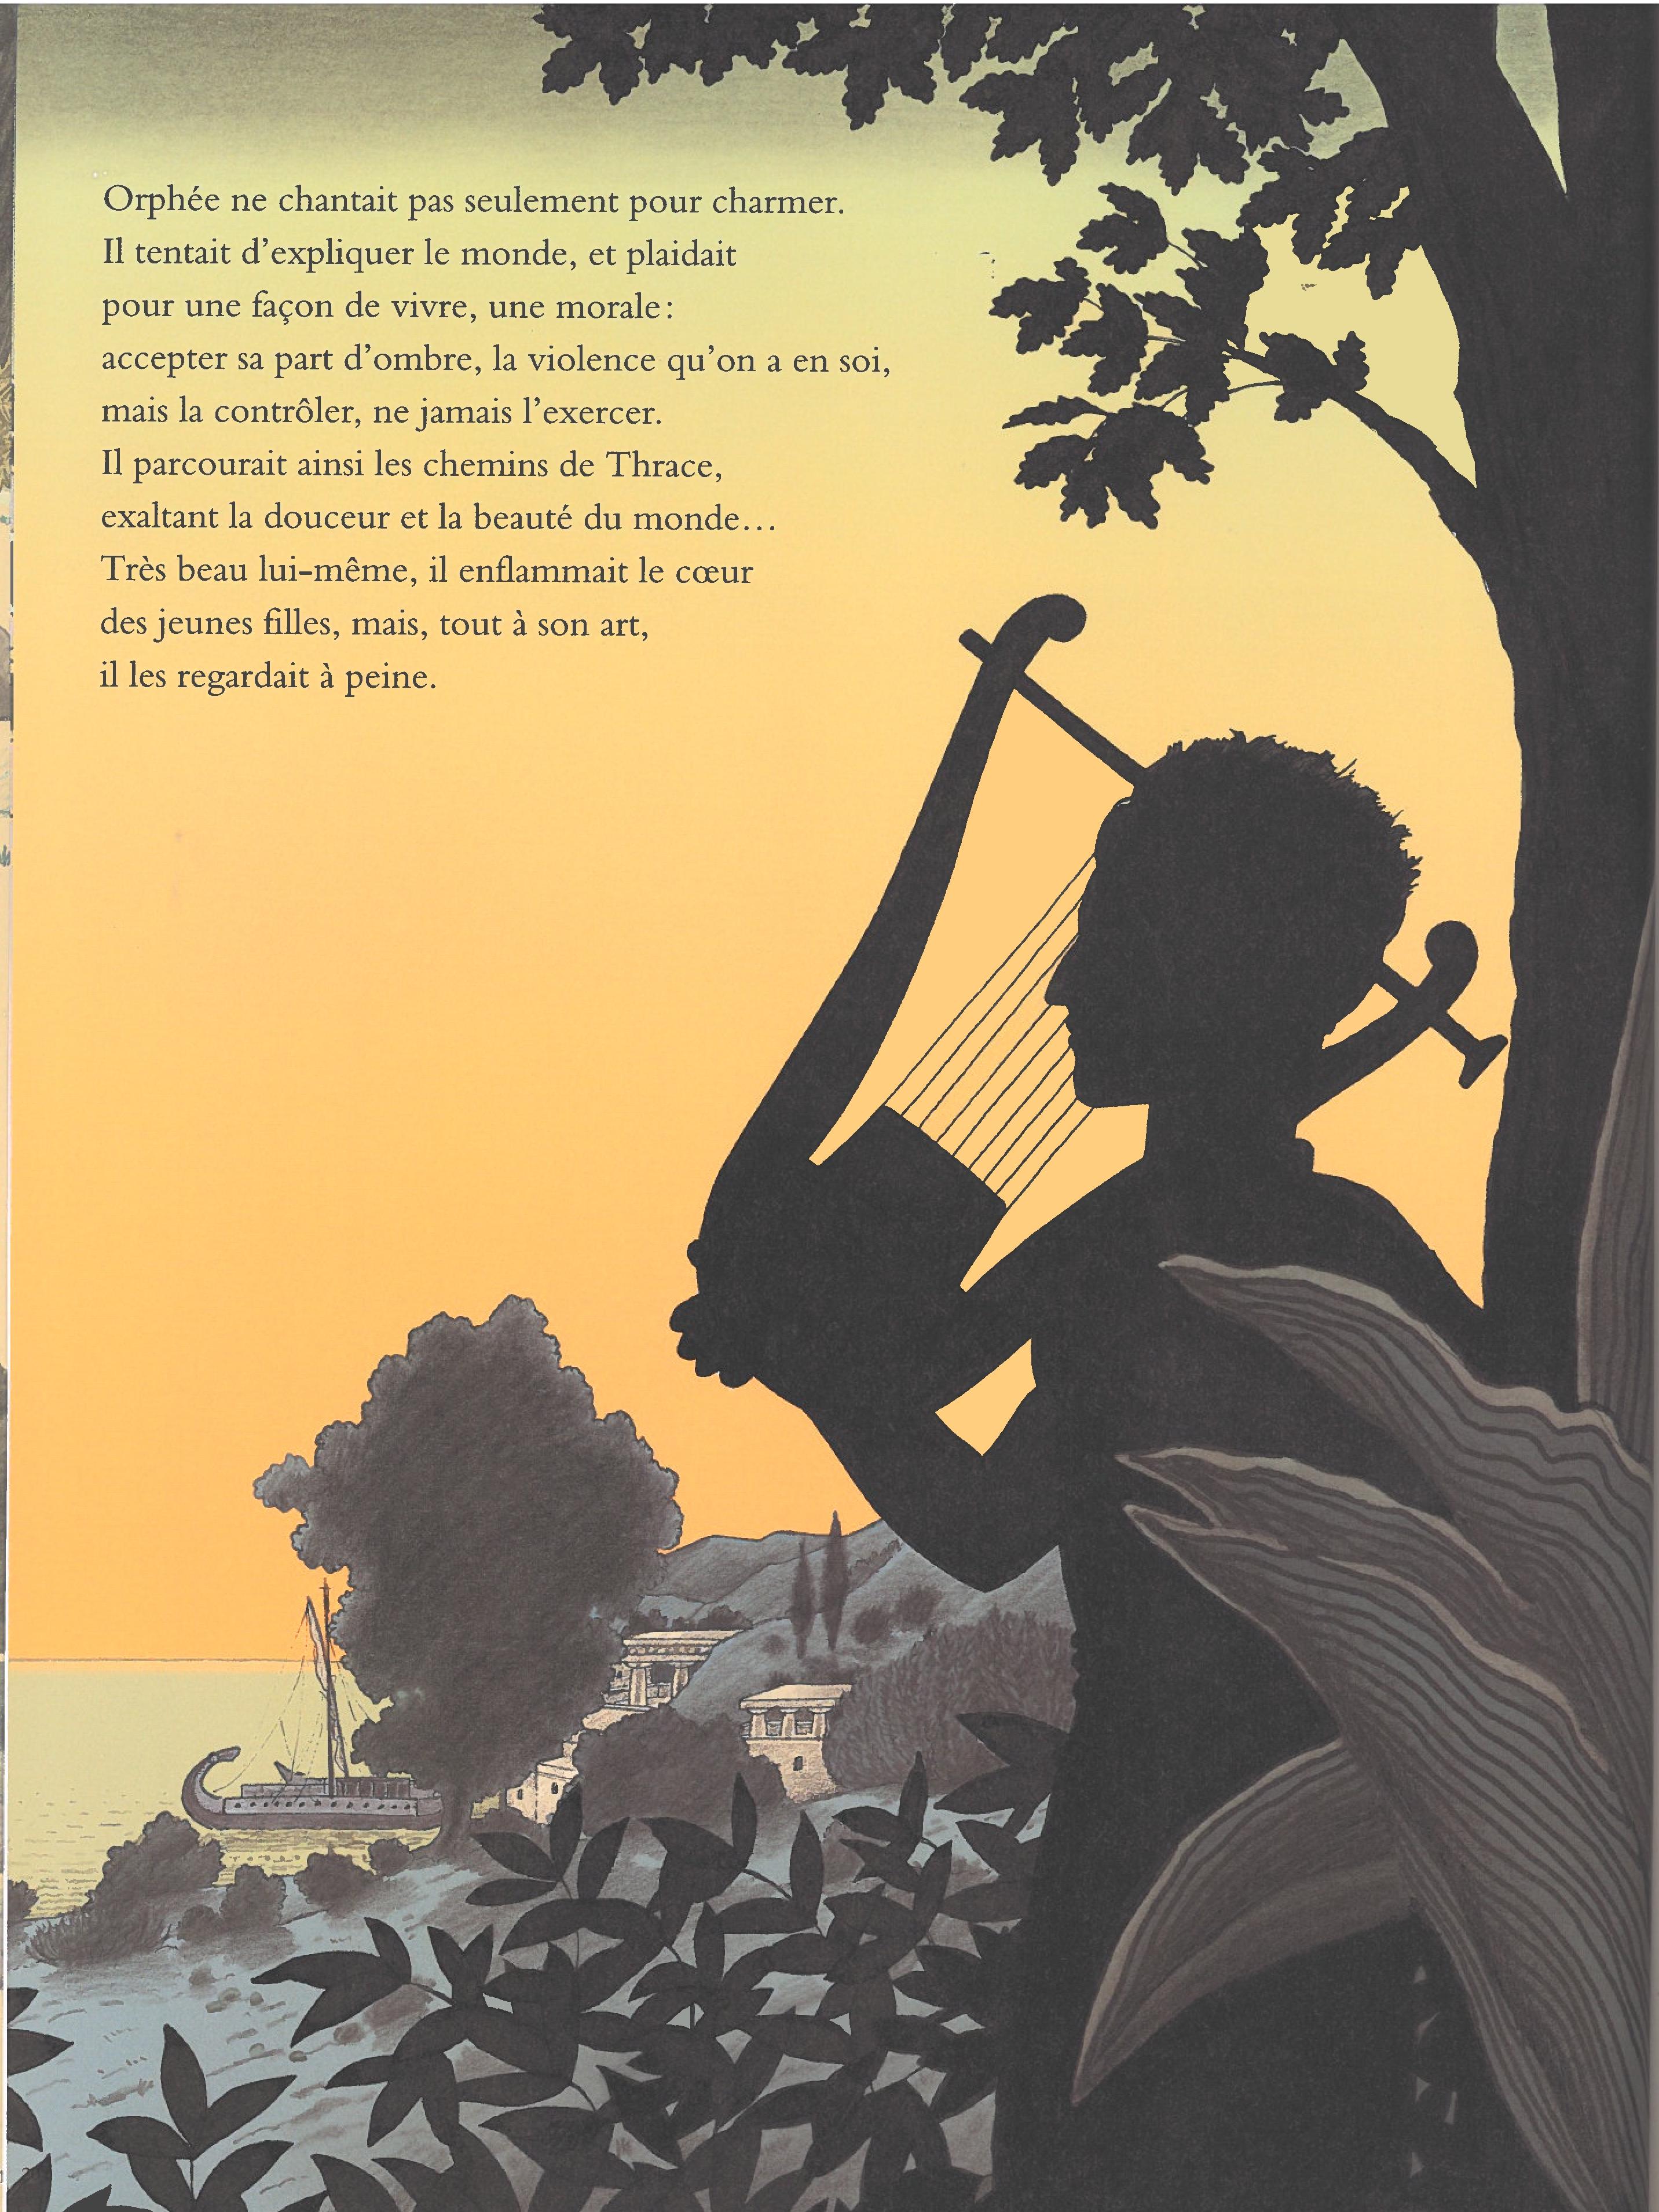 Orphée ne chantait pas seulement pour charmer.
Il tentait d'expliquer le monde, et plaidait
pour une façon de vivre, une morale:
accepter sa part d'ombre, la violence qu'on a en soi,
mais la contrôler, ne jamais l'exercer.
Il parcourait ainsi les chemins de Thrace,
exaltant la douceur et la beauté du monde...
Très beau lui-même, il enflammait le cœur
des jeunes filles, mais, tout à son art,
il les regardait à peine.